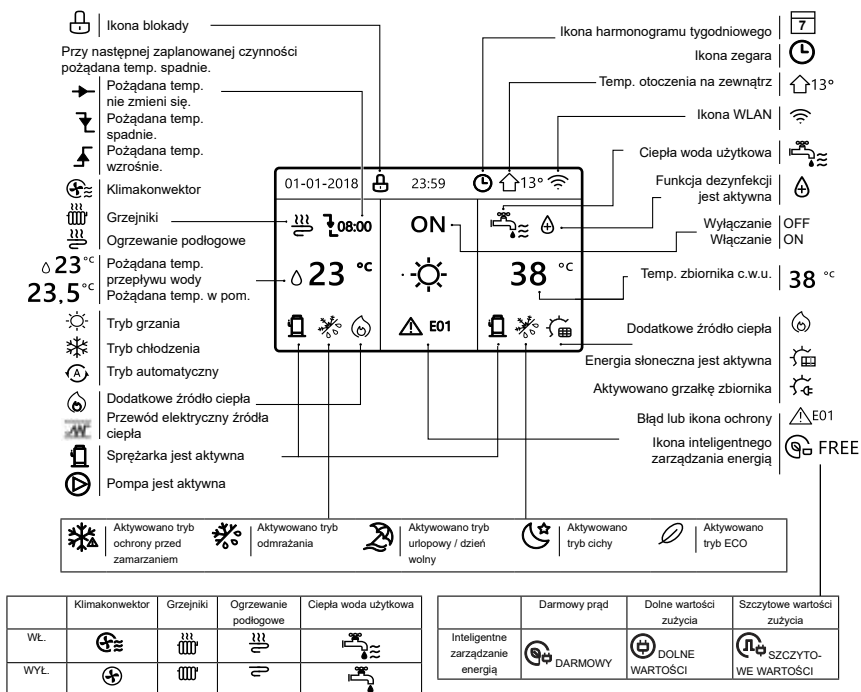 Ikona blokady
Przy następnej zaplanowanej czynności
pożądana temp. spadnie.
Pożądana temp.
nie zmieni się.
Pożądana temp.
spadnie.
Pożądana temp.
wzrośnie.
Klimakonwektor
Grzejniki
Ogrzewanie podłogowe
23°C
23,5°C
Pożądana temp.
przepływu wody
Pożądana temp. w pom.
Tryb grzania
Tryb chłodzenia
A
Tryb automatyczny
Dodatkowe źródło ciepła
Przewód elektryczny źródła
ciepła
Sprężarka jest aktywna
Pompa jest aktywna
01-01-2018 23:59 13°
08:00 ON
23 °C 38 °C
E01
Ikona harmonogramu tygodniowego 7
Ikona zegara
Temp. otoczenia na zewnątrz 13°
Ikona WLAN
Ciepła woda użytkowa
Funkcja dezynfekcji
jest aktywna
Wyłączanie OFF
Włączanie ON
Temp. zbiornika c.w.u. 38 °C
Dodatkowe źródło ciepła
Energia słoneczna jest aktywna
Aktywowano grzałkę zbiornika
Błąd lub ikona ochrony E01
Ikona inteligentnego
zarządzania energią FREE
Aktywowano tryb
ochrony przed
zamarzaniem
Aktywowano tryb
odmrażania
Aktywowano tryb
urlopowy / dzień
wolny
Aktywowano
tryb cichy
Aktywowano
tryb ECO
Klimakonwektor Grzejniki Ogrzewanie podłogowe Ciepła woda użytkowa
WŁ.
WYŁ.
Darmowy prąd Dolne wartości zużycia Szczytowe wartości zużycia
Inteligentne
zarządzanie
energią
DARMOWY
DOLNE
WARTOŚCI
SZCZYTO-
WE WARTOŚCI